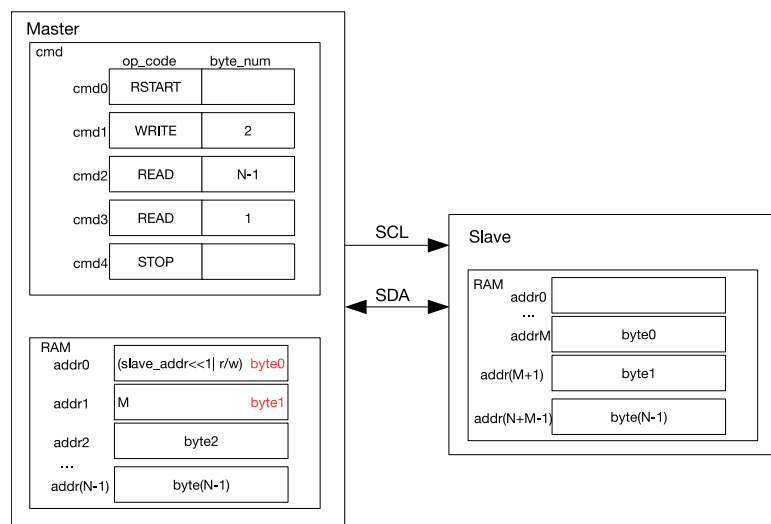 Master
cmd
op_code byte_num
cmd0 RSTART
cmd1 WRITE 2
cmd2 READ N-1
cmd3 READ 1
cmd4 STOP
RAM
addr0 (slave_addr<<1| r/w) byte0
addr1 M byte1
addr2 byte2
...
addr(N-1) byte(N-1)
SCL
SDA
Slave
RAM
addr0
...
addrM byte0
addr(M+1) byte1
addr(N+M-1) byte(N-1)